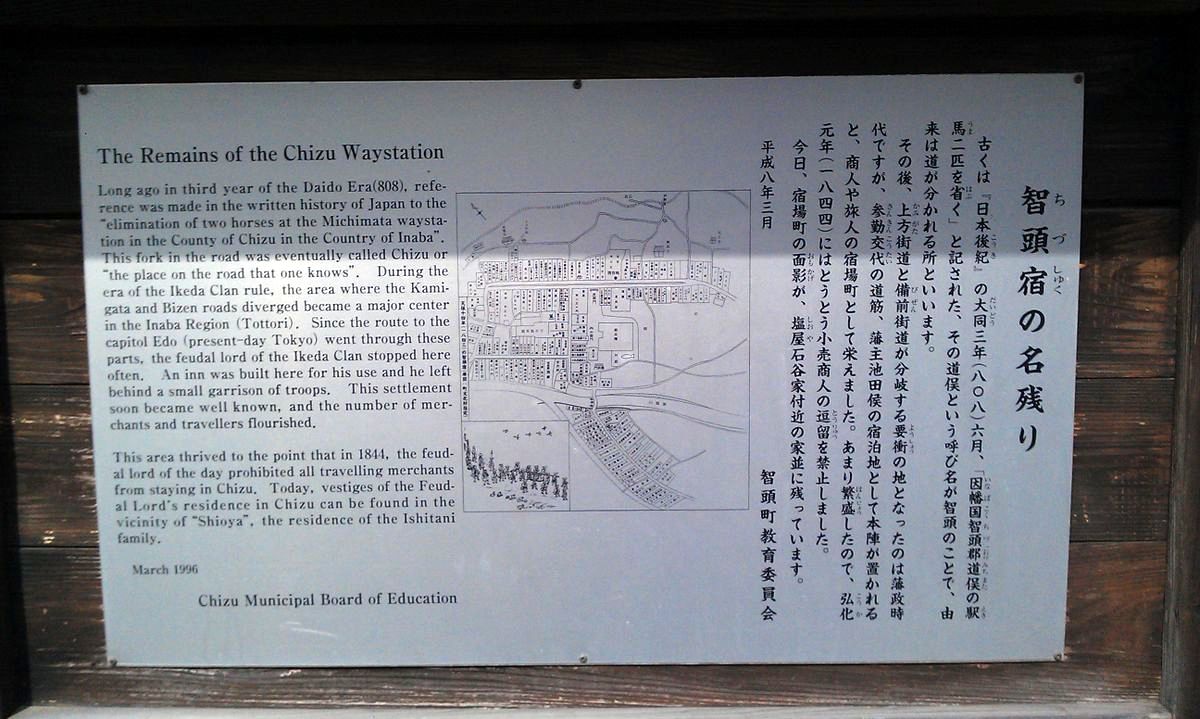 The Remains of the Chizu Waystation
Long ago in third year of the Daido Era(808), refe-
rence was made in the written history of Japan to the
"elimination of two horses at the Michimata waysta-
tion in the County of Chizu in the Country of Inaba".
This fork in the road was eventually called Chizu or
"the place on the road that one knows". During the
era of the Ikeda Clan rule, the area where the Kami-
gata and Bizen roads diverged became a major center
in the Inaba Region (Tottori). Since the route to the
capitol Edo (present-day Tokyo) went through these
parts, the feudal lord of the Ikeda Clan stopped here
often. An inn was built here for his use and he left
behind a small garrison of troops. This settlement
soon became well known, and the number of mer-
chants and travellers flourished.
This area thrived to the point that in 1844, the feud-
al lord of the day prohibited all travelling merchants
from staying in Chizu. Today, vestiges of the Feud-
al Lord's residence in Chizu can be found in the
vicinity of "Shioya", the residence of the Ishitani
family.
March 1996
Chizu Municipal Board of Education
智頭宿の名残り
古くは『日本後紀』の大同三年(八〇八)六月、「因幡国智頭郡道俣の駅
馬二匹を省く」と記された、その道俣という呼び名が智頭のことで、由
来は道が分かれる所といいます。
その後、上方街道と備前街道が分岐する要衝の地となったのは藩政時
代ですが、参勤交代の道筋、藩主池田侯の宿泊地として本陣が置かれる
と、商人や旅人の宿場町として栄えました。あまり繁盛したので、弘化
元年(一八四四)にはとうとう小売商人の逗留を禁止しました。
今日、宿場町の面影が、塩屋石谷家付近の家並に残っています。
平成八年三月
智頭町教育委員会